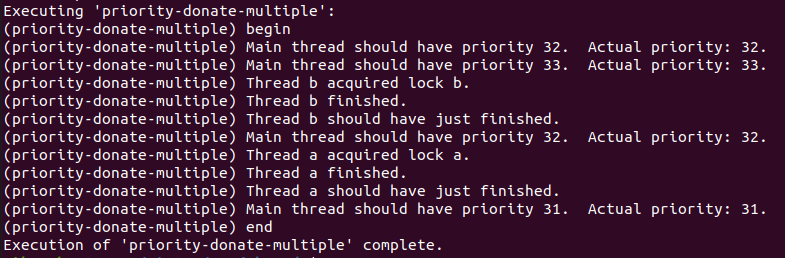 Executing 'priority-donate-multiple':
(priority-donate-multiple) begin
(priority-donate-multiple) Main thread should have priority 32.  Actual priority: 32.
(priority-donate-multiple) Main thread should have priority 33.  Actual priority: 33.
(priority-donate-multiple) Thread b acquired lock b.
(priority-donate-multiple) Thread b finished.
(priority-donate-multiple) Thread b should have just finished.
(priority-donate-multiple) Main thread should have priority 32.  Actual priority: 32.
(priority-donate-multiple) Thread a acquired lock a.
(priority-donate-multiple) Thread a finished.
(priority-donate-multiple) Thread a should have just finished.
(priority-donate-multiple) Main thread should have priority 31.  Actual priority: 31.
(priority-donate-multiple) end
Execution of 'priority-donate-multiple' complete.